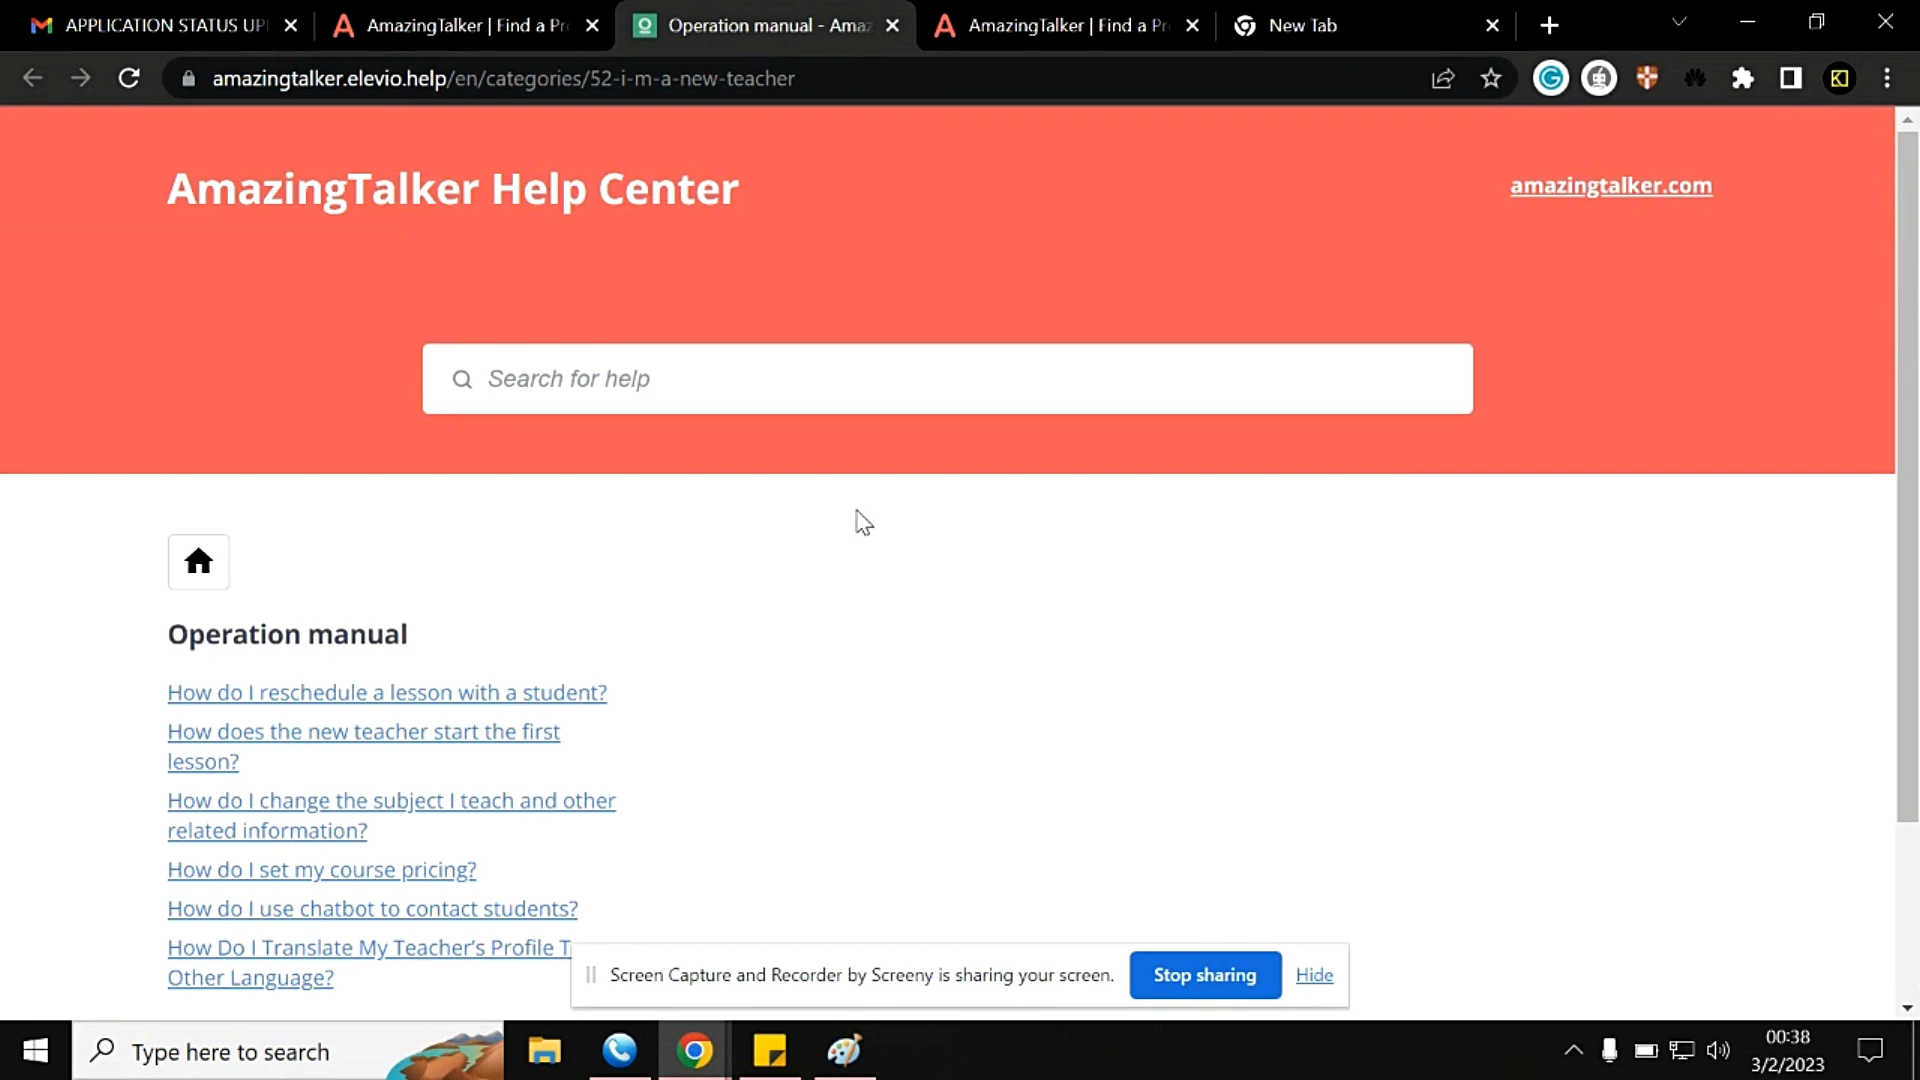 APPLICATION STATUS UP
AmazingTalker | Find a Pr
Operation manual - Amaz
AmazingTalker | Find a Pr
New Tab
amazingtalker.elevio.help/en/categories/52-i-m-a-new-teacher
AmazingTalker Help Center
amazingtalker.com
Search for help
Operation manual
How do I reschedule a lesson with a student?
How does the new teacher start the first
lesson?
How do I change the subject I teach and other
related information?
How do I set my course pricing?
How do I use chatbot to contact students?
How Do I Translate My Teacher’s Profile T
Other Language?
Screen Capture and Recorder by Screeny is sharing your screen.
Stop sharing
Hide
Type here to search
00:38
3/2/2023